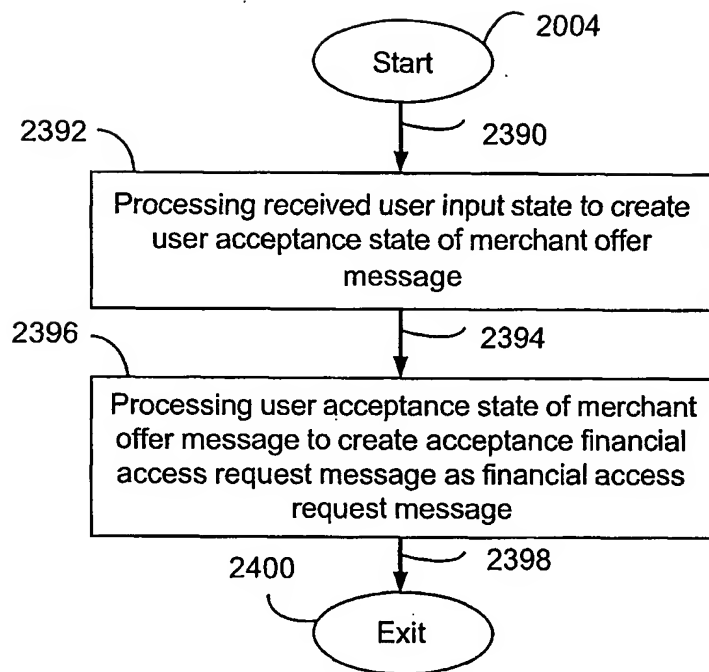 2004
Start
2390
2392
Processing received user input state to create
user acceptance state of merchant offer
message
2394
2396
Processing user acceptance state of merchant
offer message to create acceptance financial
access request message as financial access
request message
2398
2400
Exit